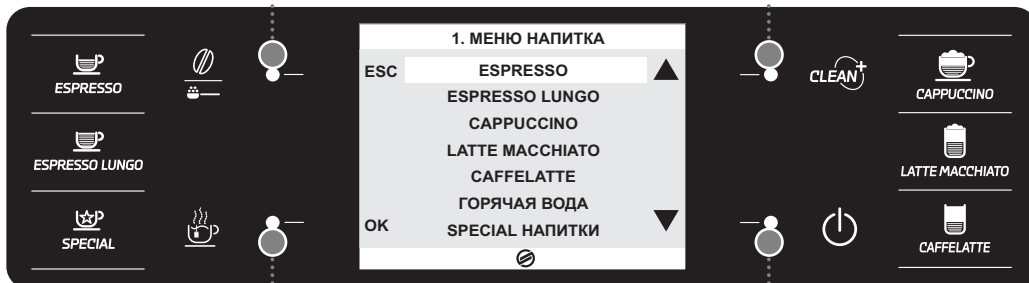 ESPRESSO
ESPRESSO LUNGO
SPECIAL
1. МЕНЮ НАПИТКА
ESC
ESPRESSO
ESPRESSO LUNGO
CAPPUCCINO
LATTE MACCHIATO
CAFFELATTE
ГОРЯЧАЯ ВОДА
OK
SPECIAL НАПИТКИ
CLEAN
CAPPUCCINO
LATTE MACCHIATO
CAFFELATTE